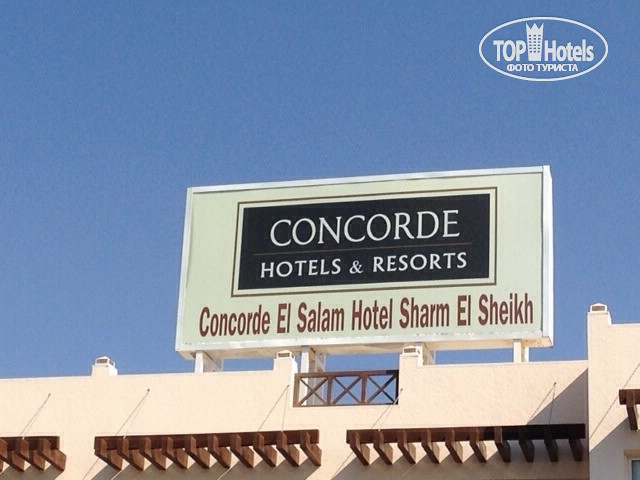 TOP Hotels
ФОТО ТУРИСТА
CONCORDE
HOTELS & RESORTS
Concorde El Salam Hotel Sharm El Sheikh